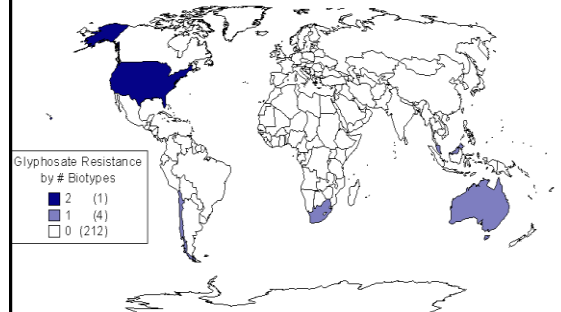 Glyphosate Resistance
by # Biotypes
2 (1)
1 (4)
0 (212)